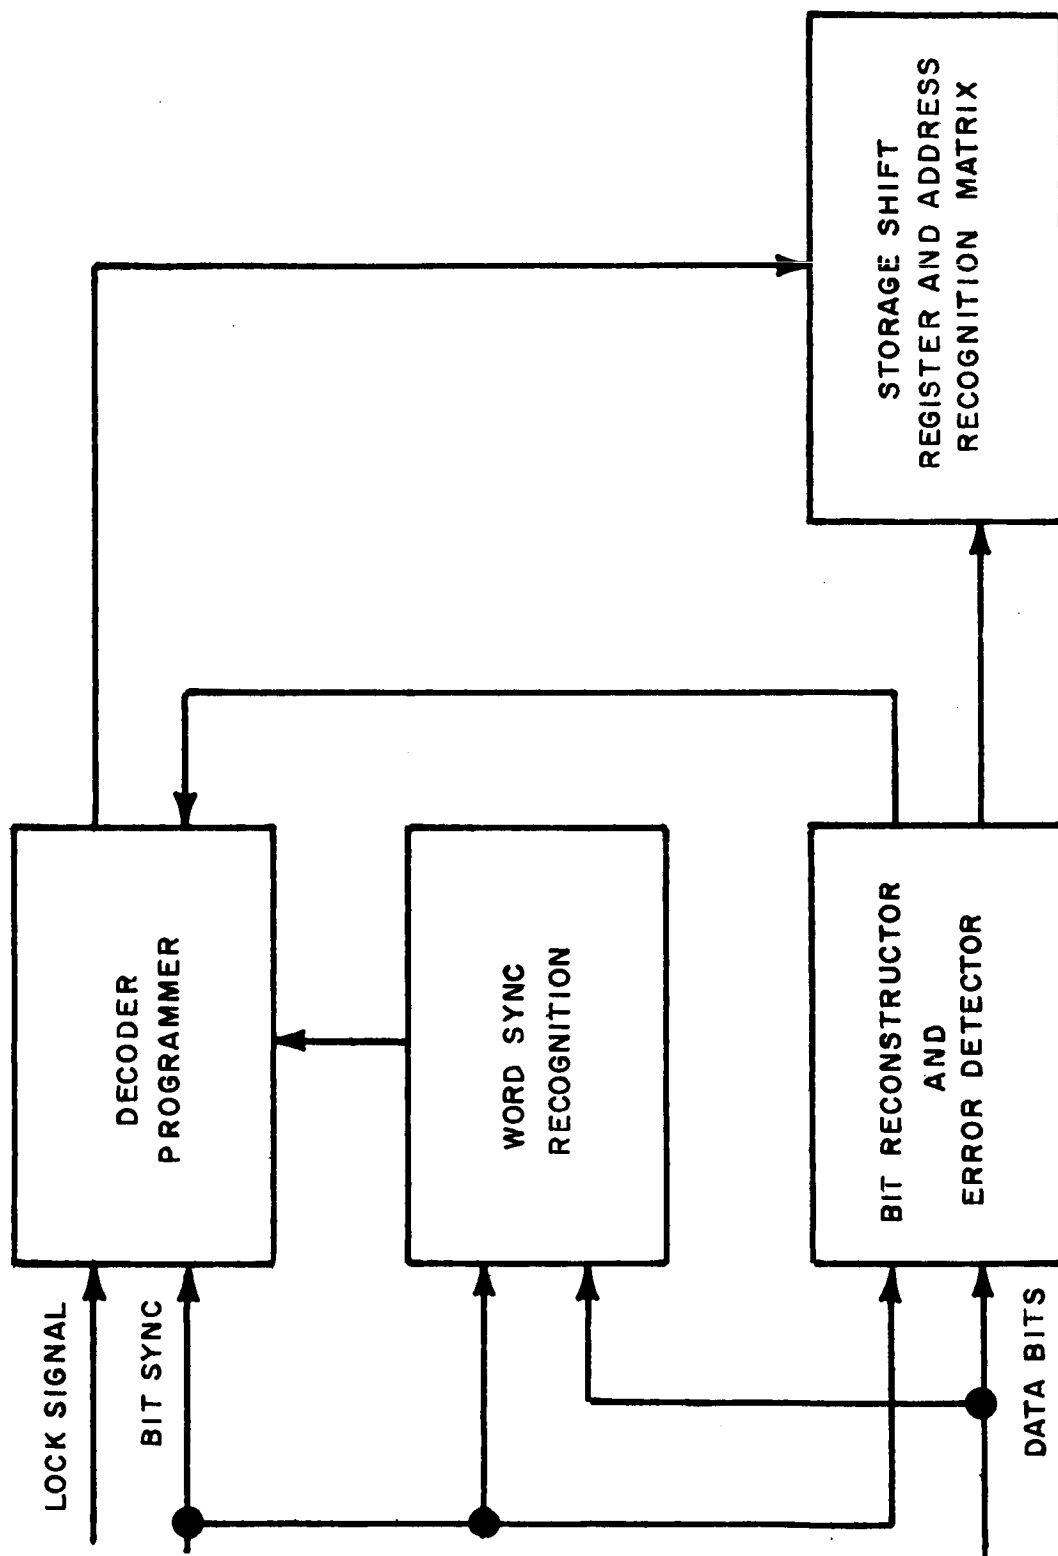 LOCK SIGNAL
BIT SYNC
DECODER
PROGRAMMER
WORD SYNC
RECOGNITION
DATA BITS
BIT RECONSTRUCTOR
AND
ERROR DETECTOR
STORAGE SHIFT
REGISTER AND ADDRESS
RECOGNITION MATRIX